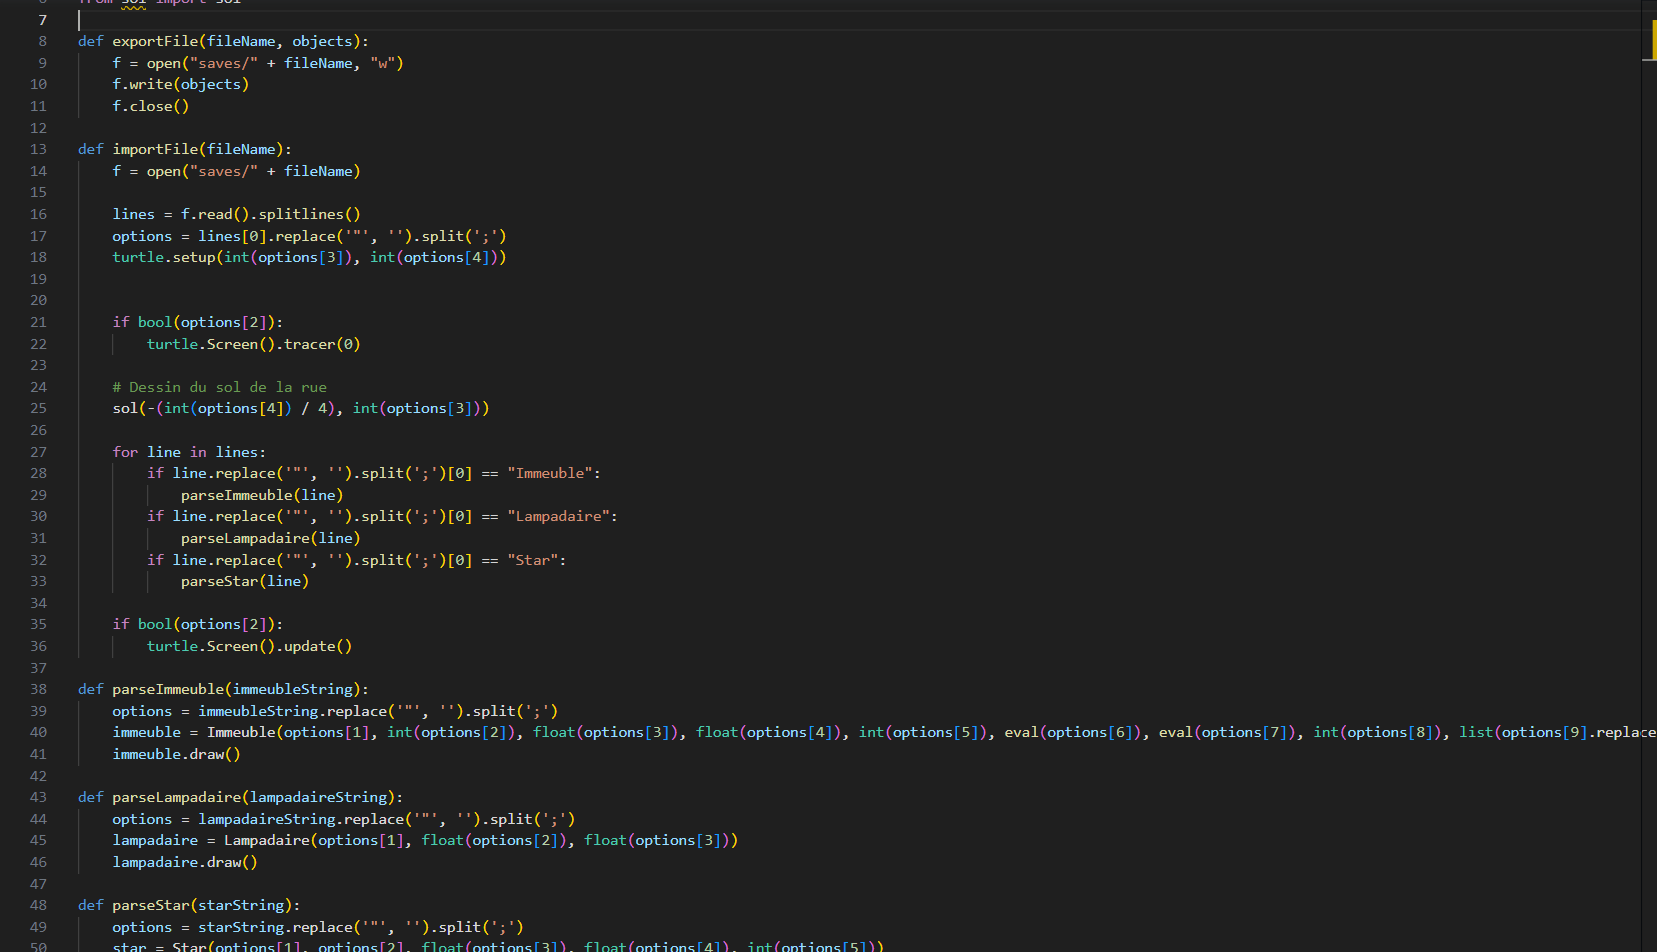 from sol import sol
7
8 def exportFile(fileName, objects):
9     f = open("saves/" + fileName, "w")
10     f.write(objects)
11     f.close()
12
13 def importFile(fileName):
14     f = open("saves/" + fileName)
15
16     lines = f.read().splitlines()
17     options = lines[0].replace('"', '').split(';')
18     turtle.setup(int(options[3]), int(options[4]))
19
20
21     if bool(options[2]):
22         turtle.Screen().tracer(0)
23
24     # Dessin du sol de la rue
25     sol(-(int(options[4]) / 4), int(options[3]))
26
27     for line in lines:
28         if line.replace('"', '').split(';')[0] == "Immeuble":
29             parseImmeuble(line)
30         if line.replace('"', '').split(';')[0] == "Lampadaire":
31             parseLampadaire(line)
32         if line.replace('"', '').split(';')[0] == "Star":
33             parseStar(line)
34
35     if bool(options[2]):
36         turtle.Screen().update()
37
38 def parseImmeuble(immeubleString):
39     options = immeubleString.replace('"', '').split(';')
40     immeuble = Immeuble(options[1], int(options[2]), float(options[3]), float(options[4]), int(options[5]), eval(options[6]), eval(options[7]), int(options[8]), list(options[9].replace
41     immeuble.draw()
42
43 def parseLampadaire(lampadaireString):
44     options = lampadaireString.replace('"', '').split(';')
45     lampadaire = Lampadaire(options[1], float(options[2]), float(options[3]))
46     lampadaire.draw()
47
48 def parseStar(starString):
49     options = starString.replace('"', '').split(';')
50     star = Star(options[1], options[2], float(options[3]), float(options[4]), int(options[5]))